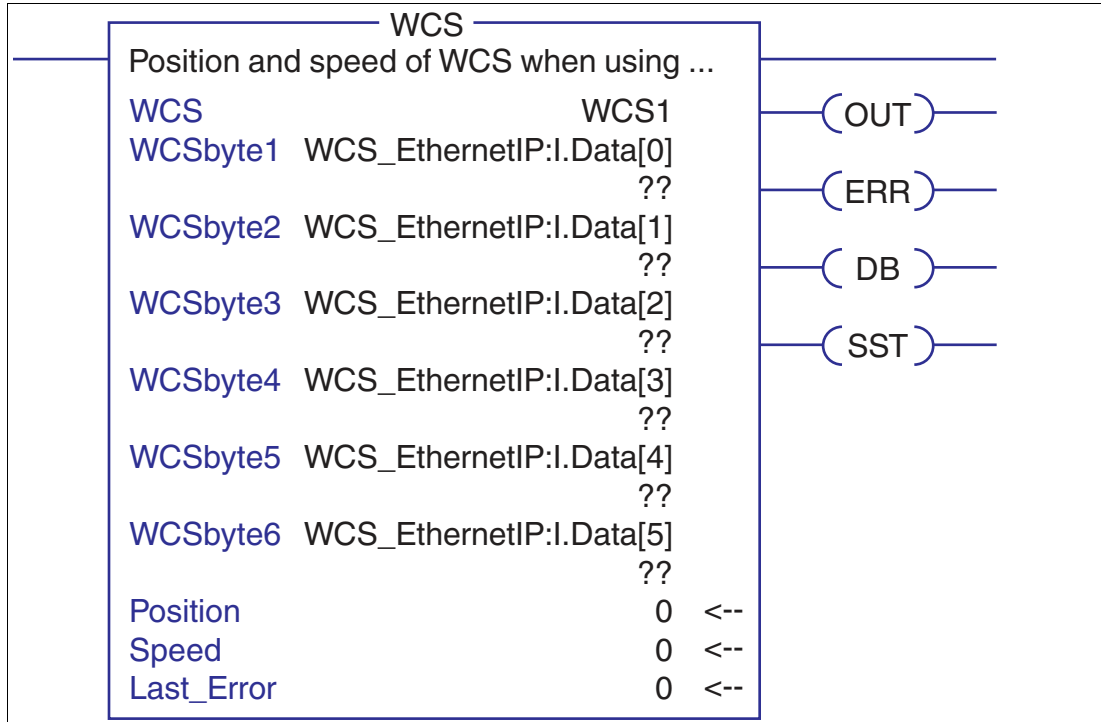 WCS
Position and speed of WCS when using ...
WCS WCS1
OUT
WCSbyte1 WCS_EthernetIP:I.Data[0]
??
ERR
WCSbyte2 WCS_EthernetIP:I.Data[1]
??
DB
WCSbyte3 WCS_EthernetIP:I.Data[2]
??
SST
WCSbyte4 WCS_EthernetIP:I.Data[3]
??
WCSbyte5 WCS_EthernetIP:I.Data[4]
??
WCSbyte6 WCS_EthernetIP:I.Data[5]
??
Position 0 <--
Speed 0 <--
Last_Error 0 <--